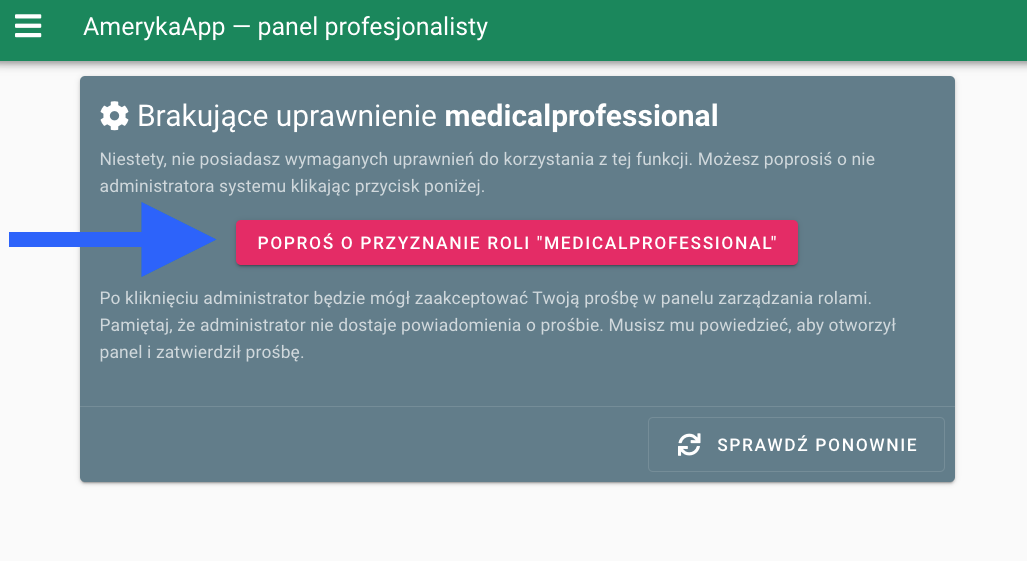 AmerykaApp — panel profesjonalisty
Brakujące uprawnienie medicalprofessional
Niestety, nie posiadasz wymaganych uprawnień do korzystania z tej funkcji. Możesz poprosiś o nie
administratora systemu klikając przycisk poniżej.
POPROŚ O PRZYZNANIE ROLI "MEDICALPROFESSIONAL"
Po kliknięciu administrator będzie mógł zaakceptować Twoją prośbę w panelu zarządzania rolami.
Pamiętaj, że administrator nie dostaje powiadomienia o prośbie. Musisz mu powiedzieć, aby otworzył
panel i zatwierdził prośbę.
SPRAWDŹ PONOWNIE